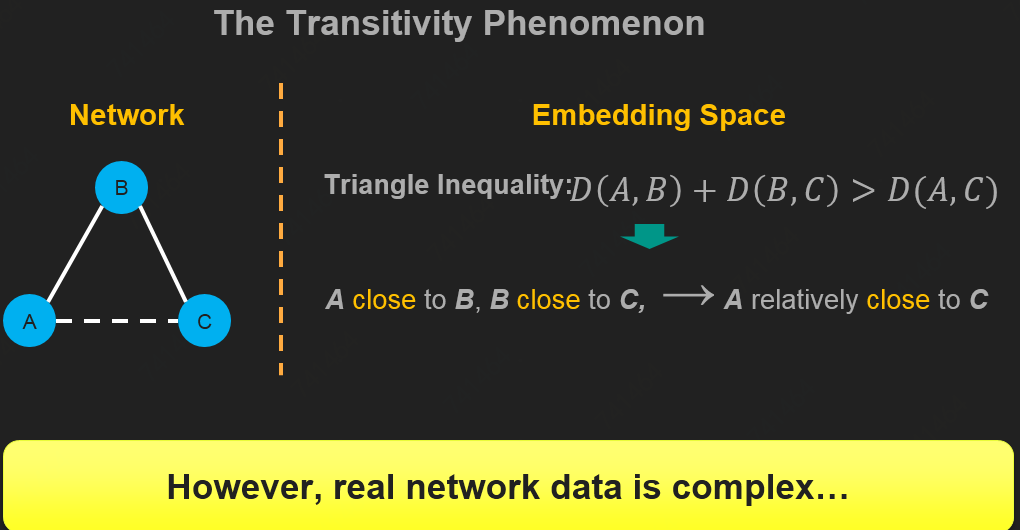 The Transitivity Phenomenon
Network
Embedding Space
B
A
C
Triangle Inequality: D(A, B) + D(B, C) > D(A, C)
A close to B, B close to C, → A relatively close to C
However, real network data is complex…